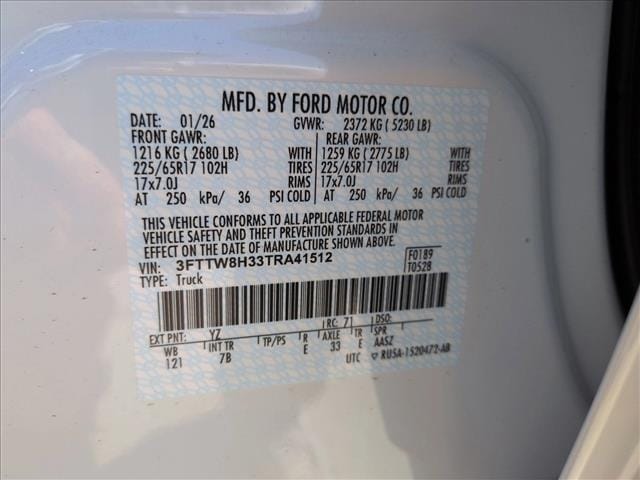 MFD. BY FORD MOTOR CO.
DATE: 01/26 GVWR: 2372 KG ( 5230 LB)
FRONT GAWR: REAR GAWR:
1216 KG ( 2680 LB) WITH 1259 KG ( 2775 LB) WITH
225/65R17 102H TIRES 225/65R17 102H TIRES
17x7.0J RIMS 17x7.0J RIMS
AT 250 kPa/ 36 PSI COLD AT 250 kPa/ 36 PSI COLD
THIS VEHICLE CONFORMS TO ALL APPLICABLE FEDERAL MOTOR
VEHICLE SAFETY AND THEFT PREVENTION STANDARDS IN
EFFECT ON THE DATE OF MANUFACTURE SHOWN ABOVE.
VIN: 3FTTW8H33TRA41512 F0189
TYPE: Truck T0528
EXT PNT: YZ RC: 71 DSO:
WB INT TR TP/PS R AXLE TR SPR
121 7B E 33 E AASZ
UTC RU5A-1520472-AB